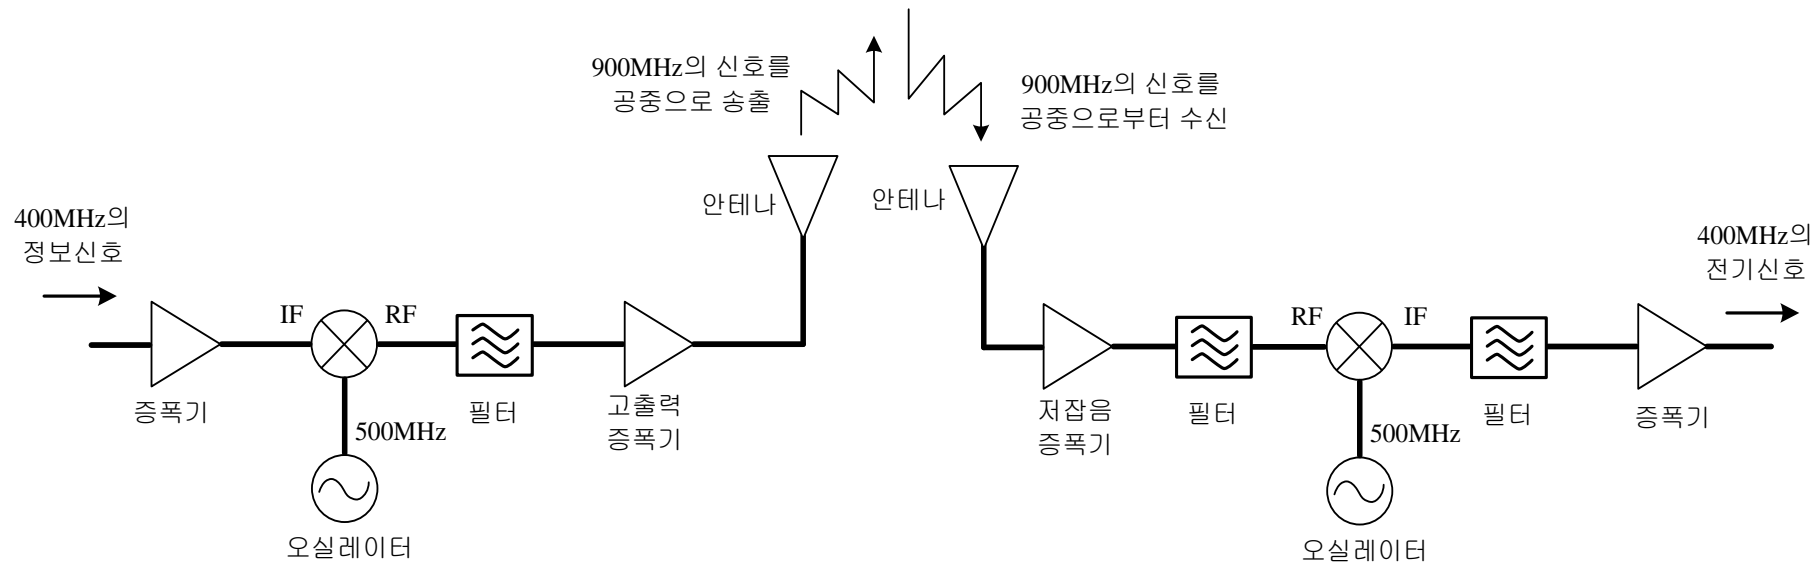 900MHz의 신호를
공중으로 송출
900MHz의 신호를
공중으로부터 수신
안테나
안테나
400MHz의
정보신호
400MHz의
전기신호
IF
RF
RF
IF
증폭기
500MHz
필터
고출력
증폭기
저잡음
증폭기
필터
500MHz
필터
증폭기
오실레이터
오실레이터